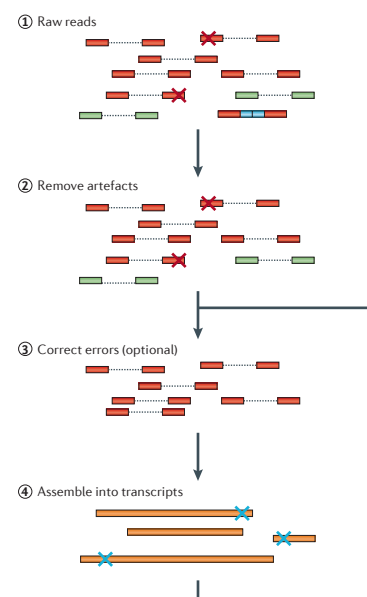 ① Raw reads
② Remove artefacts
③ Correct errors (optional)
④ Assemble into transcripts